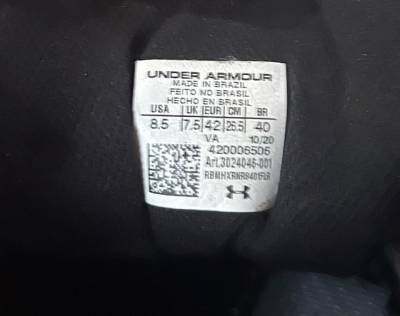 UNDER ARMOUR
MADE IN BRAZIL
FEITO NO BRASIL
HECHO EN BRASIL
USA UK EUR CM BR
8.5 7.5 42 26.5 40
VA 10/20
420006506
Art.3024046-001